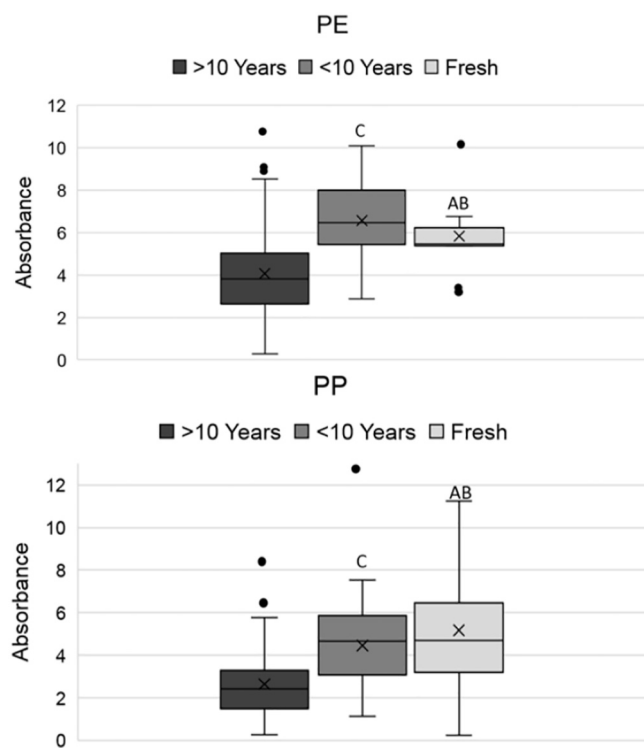 PE
>10 Years <10 Years Fresh
12
10
8
6
4
2
0
Absorbance
C
AB
PP
>10 Years <10 Years Fresh
12
10
8
6
4
2
0
Absorbance
C
AB